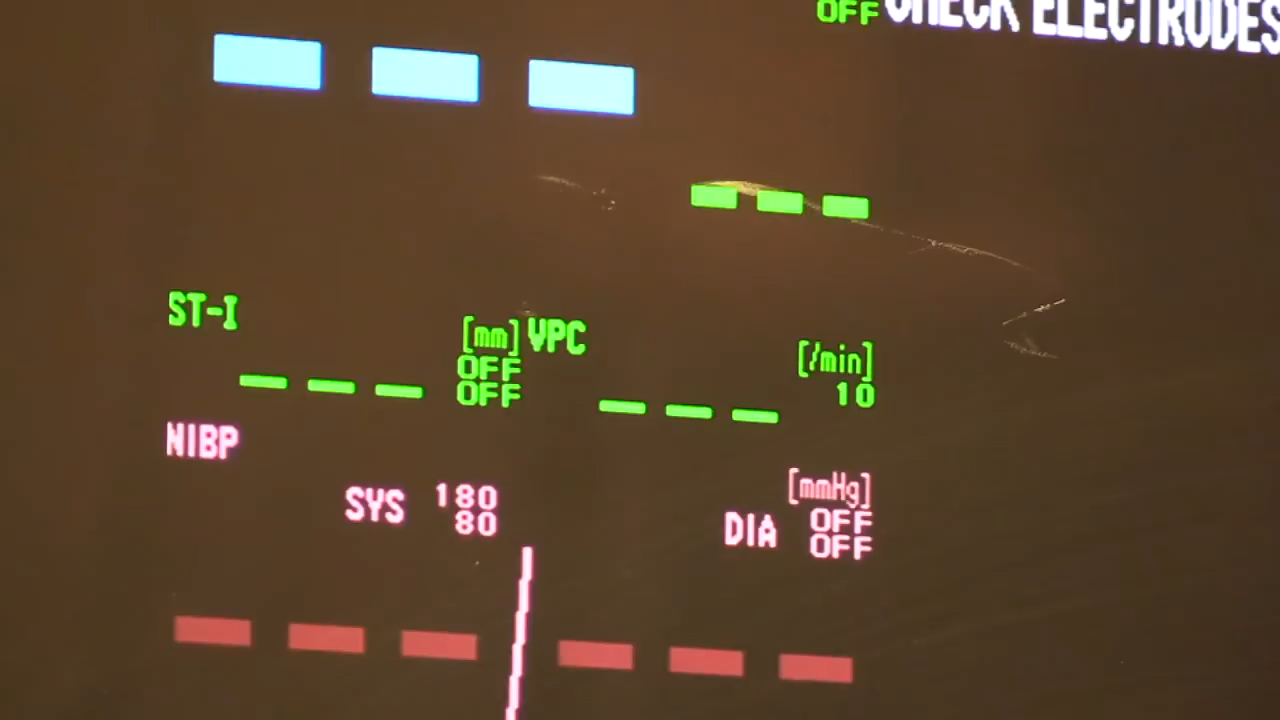 OFF CHECK ELECTRODES
ST-I [mm] VPC [/min]
OFF
OFF 10
NIBP [mmHg]
SYS 180 DIA OFF
80 OFF